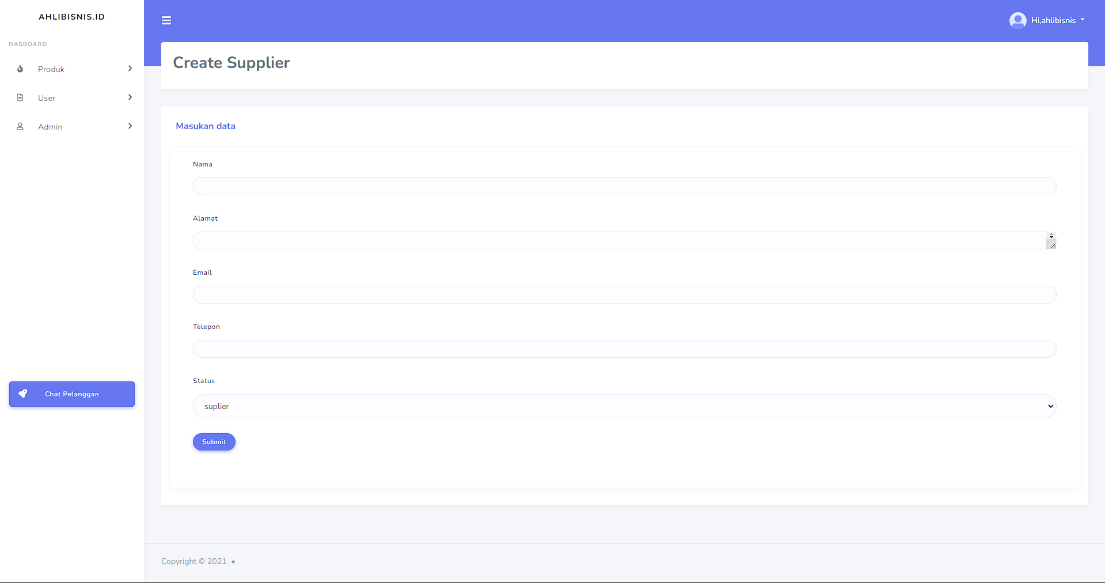 AHLIBISNIS.ID
DASBOARD
Produk
User
Admin
Chat Pelanggan
Hi,ahlibisnis
Create Supplier
Masukan data
Nama
Alamat
Email
Telepon
Status
suplier
Submit
Copyright © 2021 •